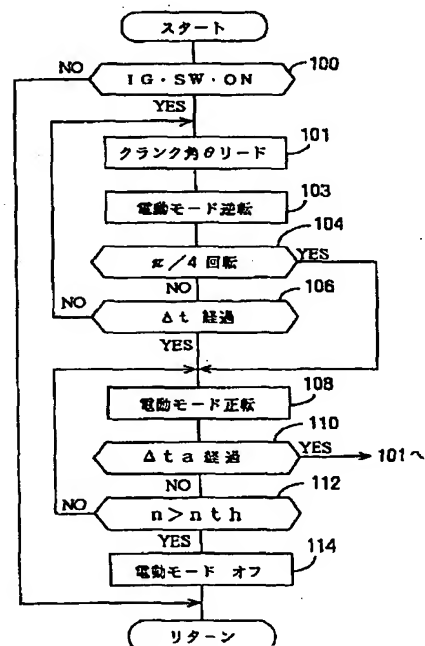 スタート
NO
IG・SW・ON
100
YES
クランク角θリード
101
電動モード逆転
103
π/4 回転
104
YES
NO
Δt 経過
106
NO
YES
電動モード正転
108
Δta 経過
110
YES
101へ
NO
n>nth
112
NO
YES
電動モード オフ
114
リターン